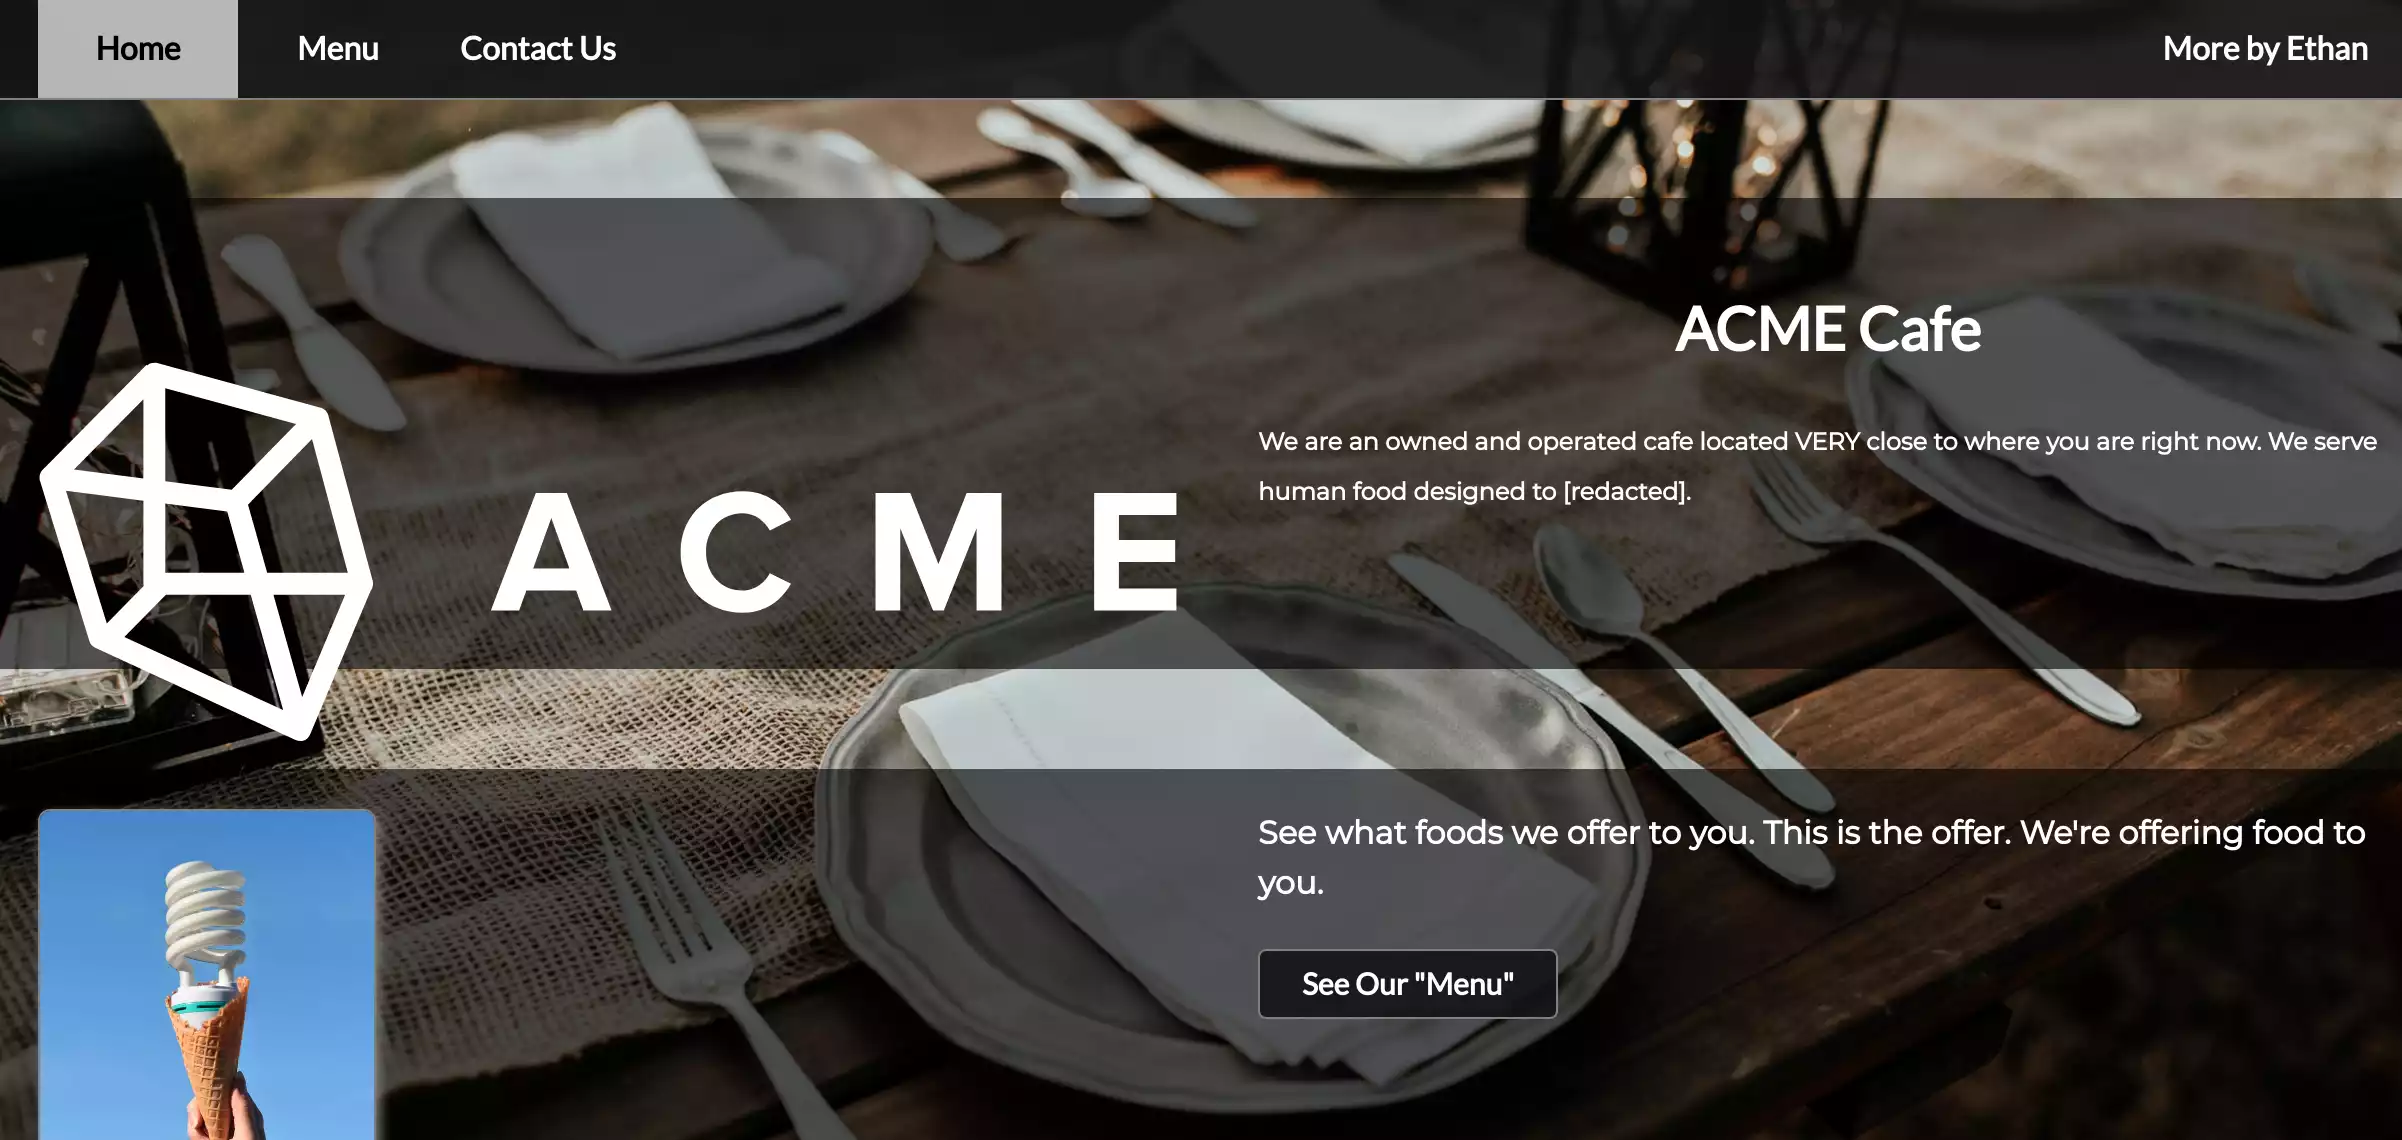 Home Menu Contact Us More by Ethan
ACME Cafe
We are an owned and operated cafe located VERY close to where you are right now. We serve
human food designed to [redacted].
ACME
See what foods we offer to you. This is the offer. We're offering food to
you.
See Our "Menu"